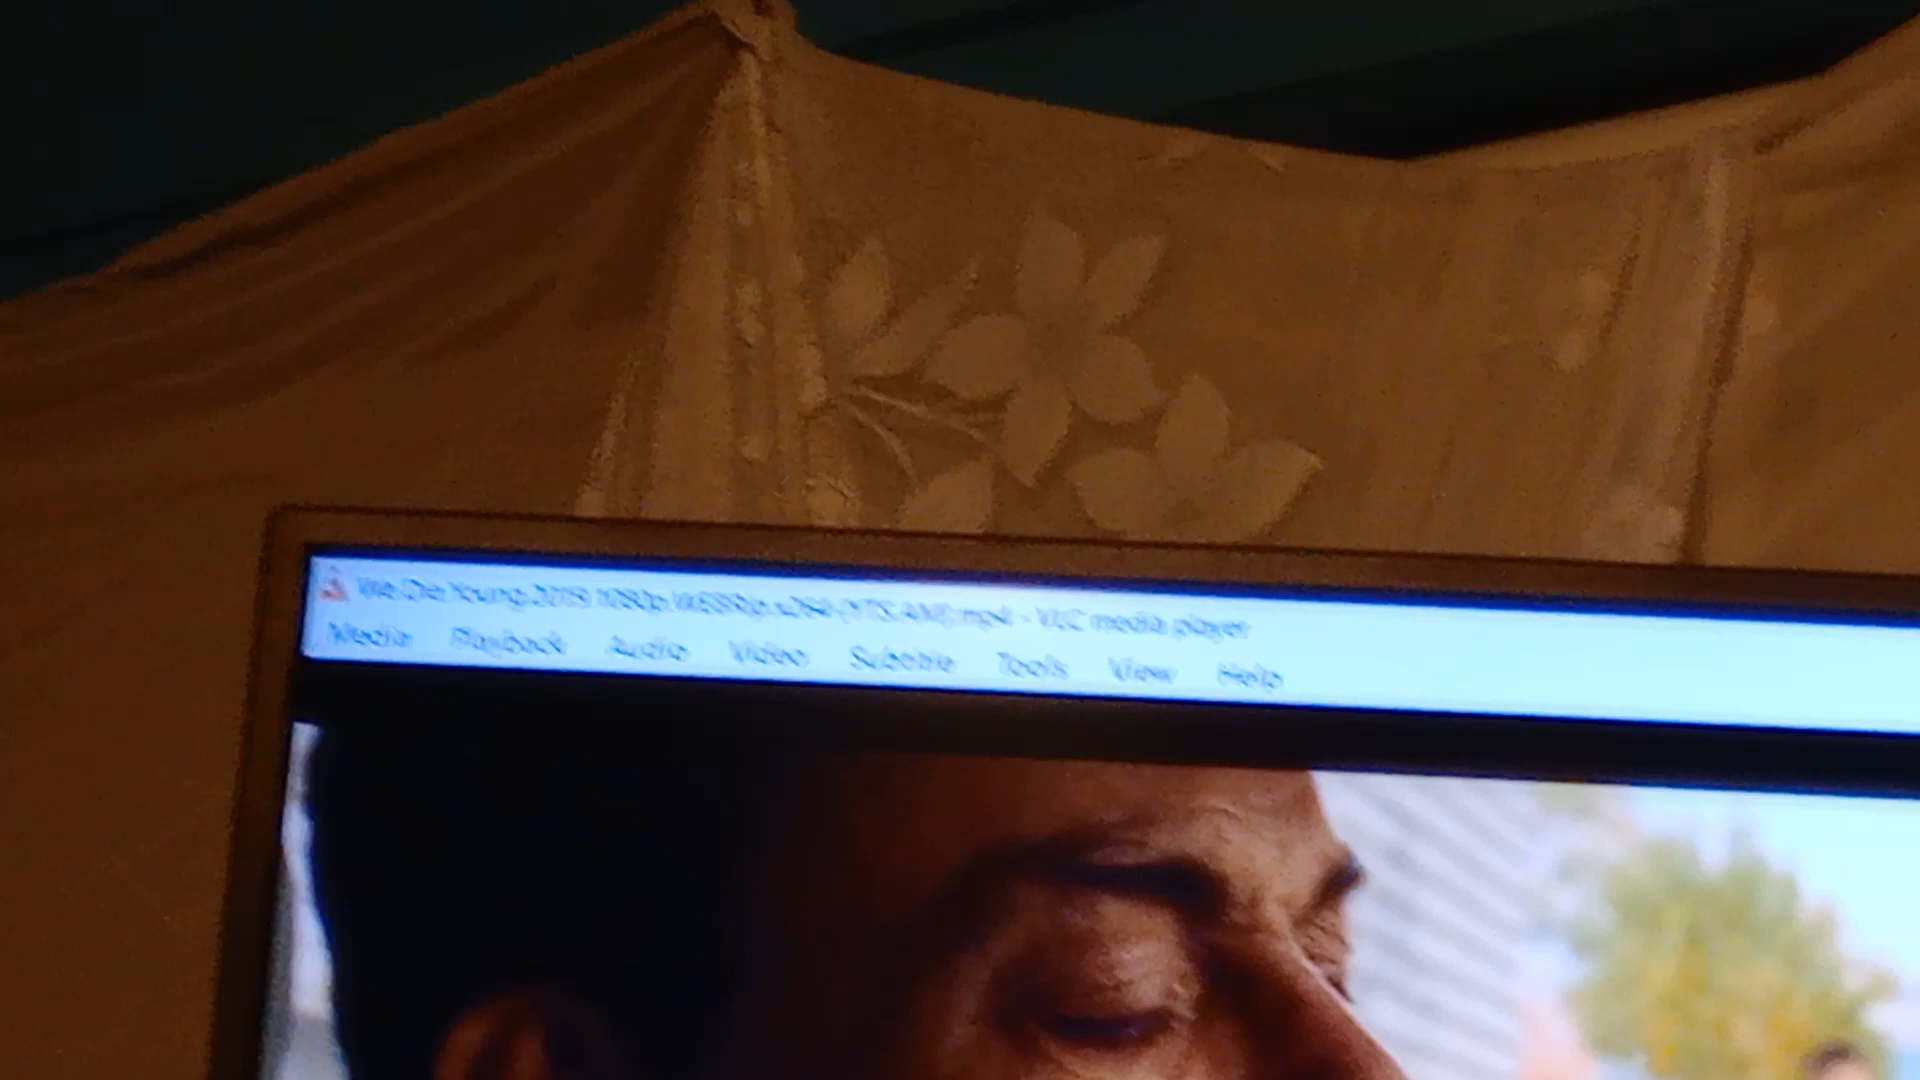 We.Die.Young.2019.1080p.WEBRip.x264-[YTS.AM].mp4 - VLC media player
Media Playback Audio Video Subtitle Tools View Help